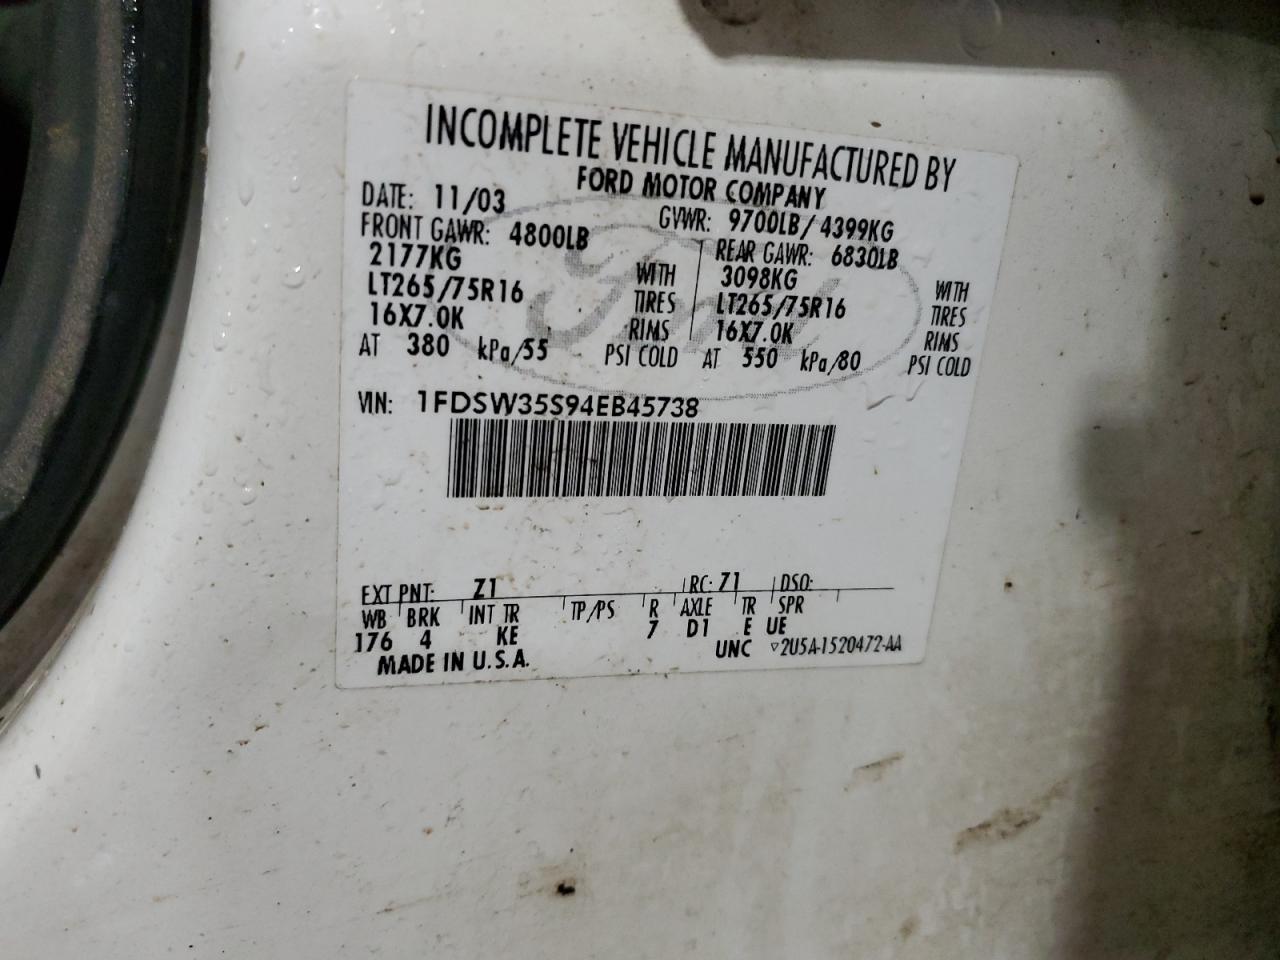 INCOMPLETE VEHICLE MANUFACTURED BY
FORD MOTOR COMPANY
DATE: 11/03 GVWR: 9700LB/4399KG
FRONT GAWR: 4800LB REAR GAWR: 6830LB
2177KG WITH 3098KG WITH
LT265/75R16 TIRES LT265/75R16 TIRES
16X7.0K RIMS 16X7.0K RIMS
AT 380 kPa/55 PSI COLD AT 550 kPa/80 PSI COLD
Ford
VIN: 1FDSW35S94EB45738
EXT PNT: Z1 RC: Z1 DSO:
WB BRK INT TR TP/PS R AXLE TR SPR
176 4 KE 7 D1 E UE
MADE IN U.S.A. UNC ▽2U5A-1520472-AA